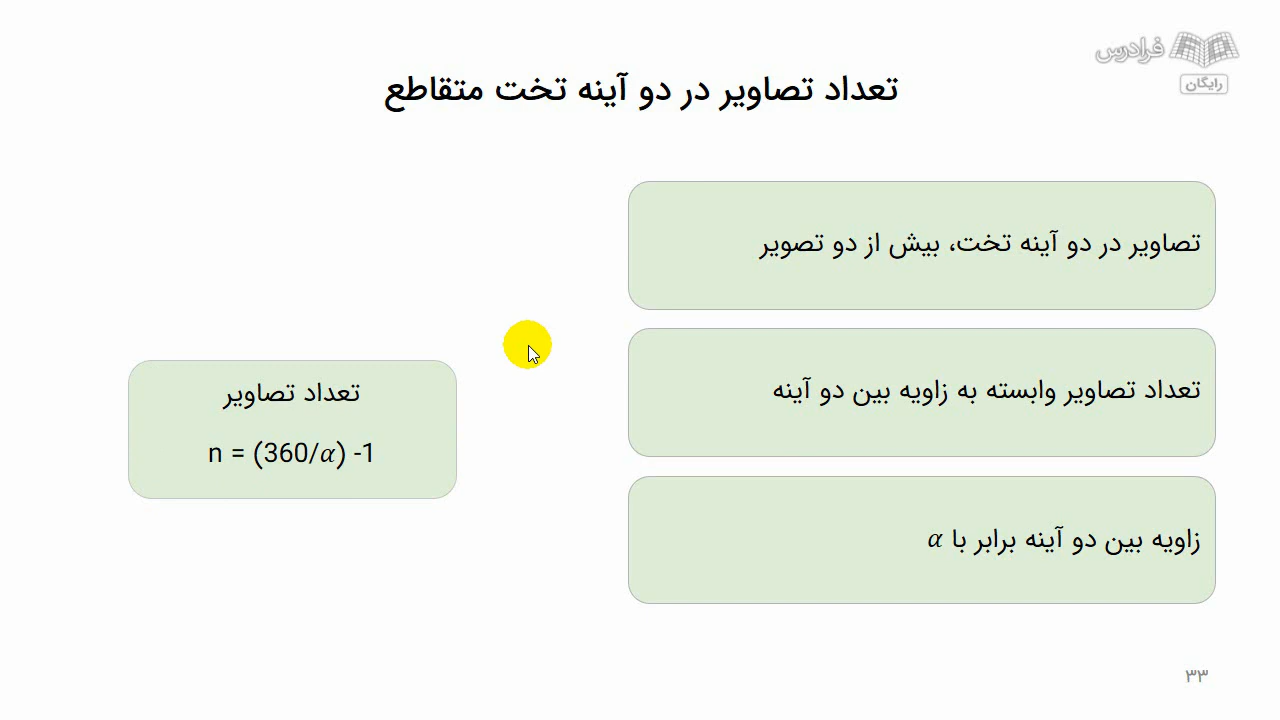 فرادرس
رایگان
تعداد تصاویر در دو آینه تخت متقاطع
تصاویر در دو آینه تخت، بیش از دو تصویر
تعداد تصاویر وابسته به زاویه بین دو آینه
زاویه بین دو آینه برابر با α
تعداد تصاویر
n = (360/α) -1
۳۳